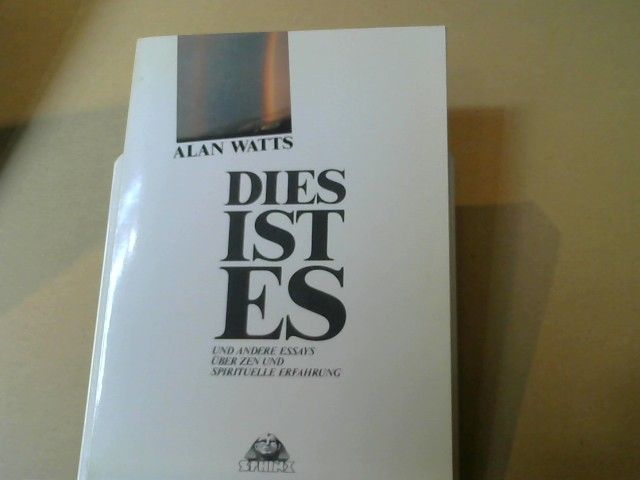 ALAN WATTS
DIES
IST
ES
UND ANDERE ESSAYS
ÜBER ZEN UND
SPIRITUELLE ERFAHRUNG
SPHINX